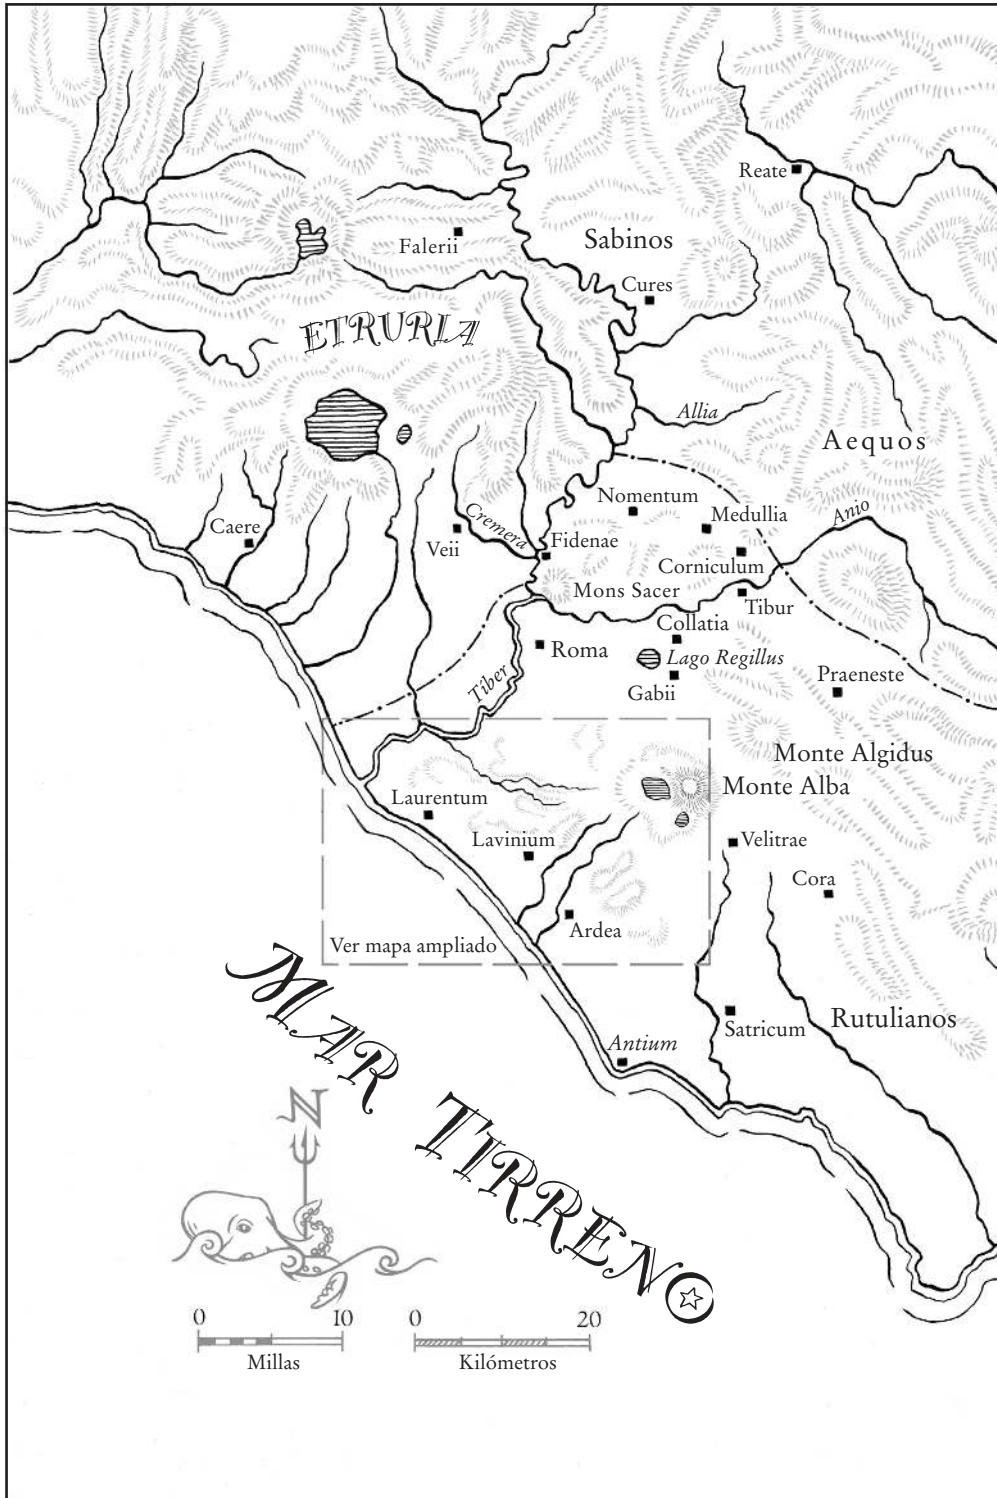 Reate
Sabinos
Falerii
Cures
ETRURIA
Allia
Aequos
Nomentum
Medullia
Anio
Caere
Veii
Cremera
Fidenae
Corniculum
Mons Sacer
Tibur
Collatia
Roma
Lago Regillus
Tiber
Gabii
Praeneste
Monte Algidus
Monte Alba
Laurentum
Lavinium
Velitrae
Cora
Ardea
Ver mapa ampliado
MAR TIRRENO
Satricum
Rutulianos
Antium
N
0 10
Millas
0 20
Kilómetros